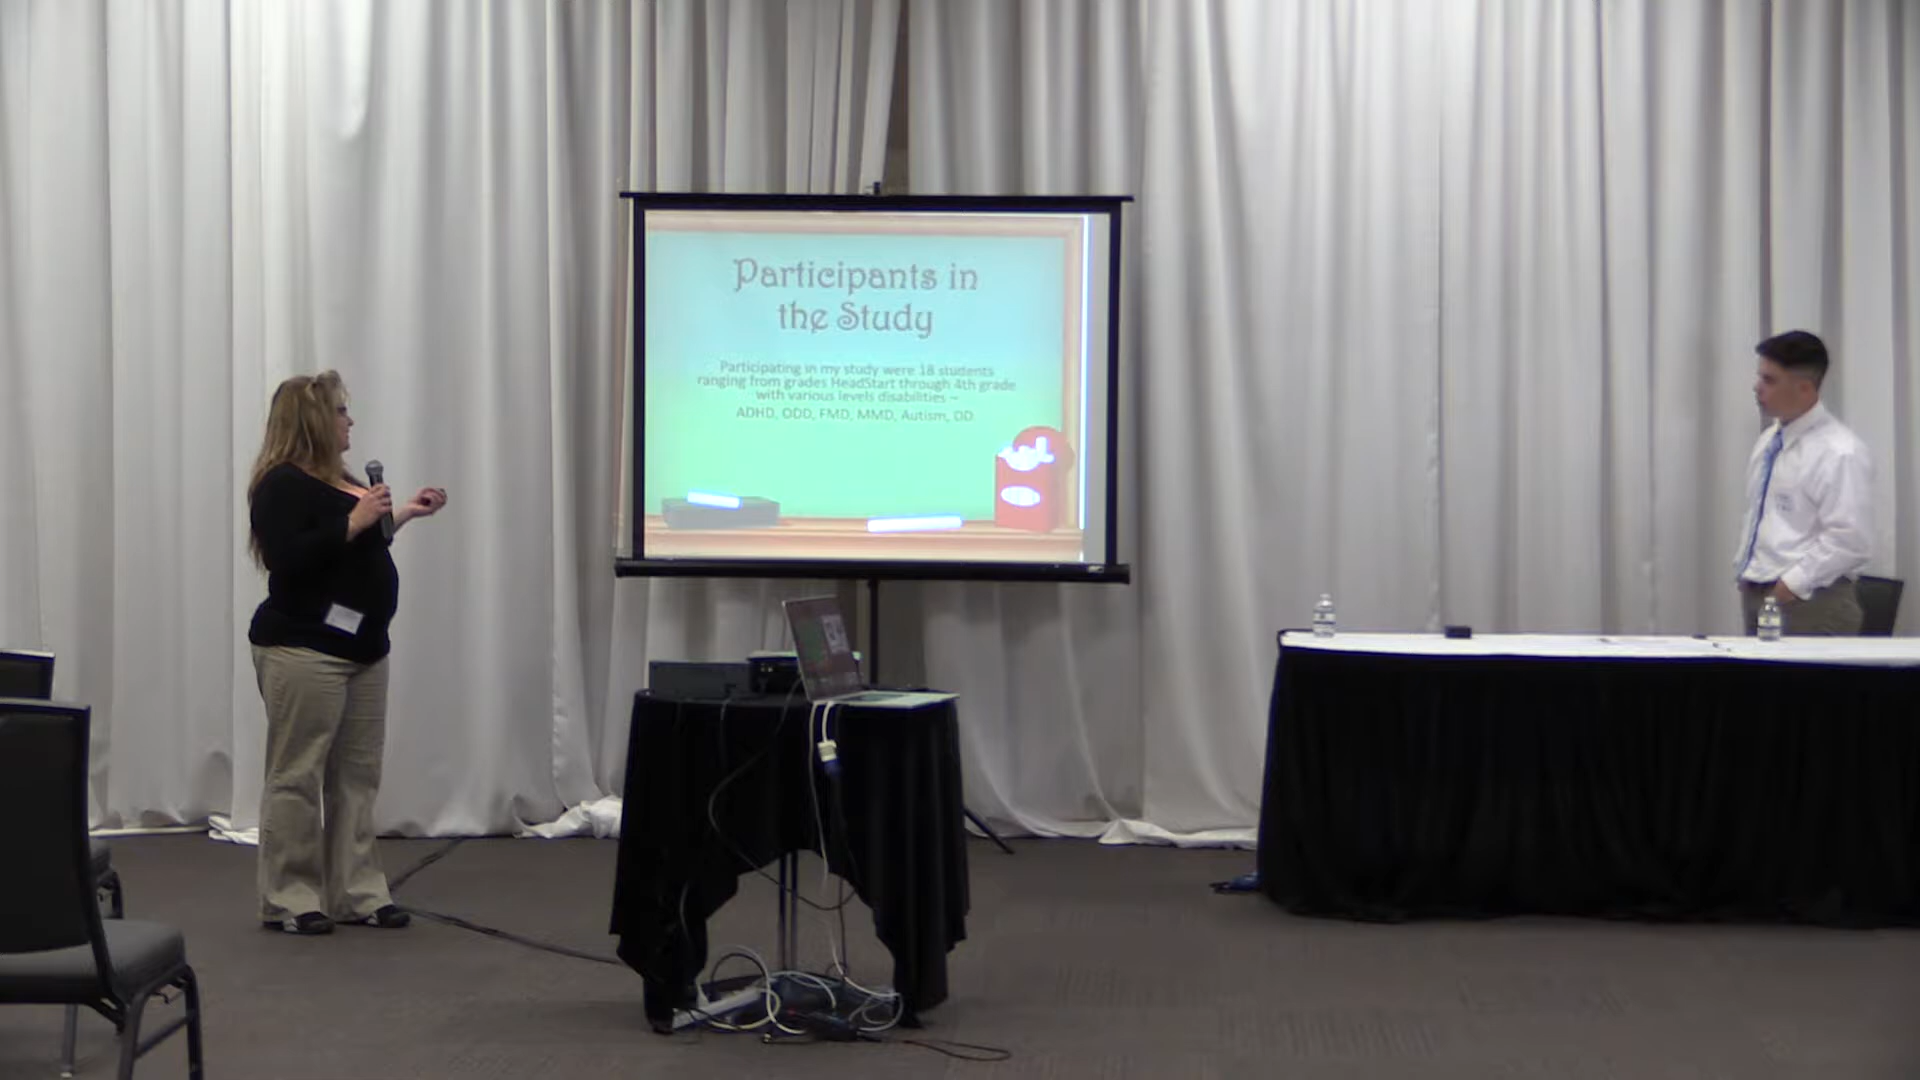 Participants in
the Study
Participating in my study were 18 students
ranging from grades HeadStart through 4th grade
with various levels disabilities ~
ADHD, ODD, FMD, MMD, Autism, DD